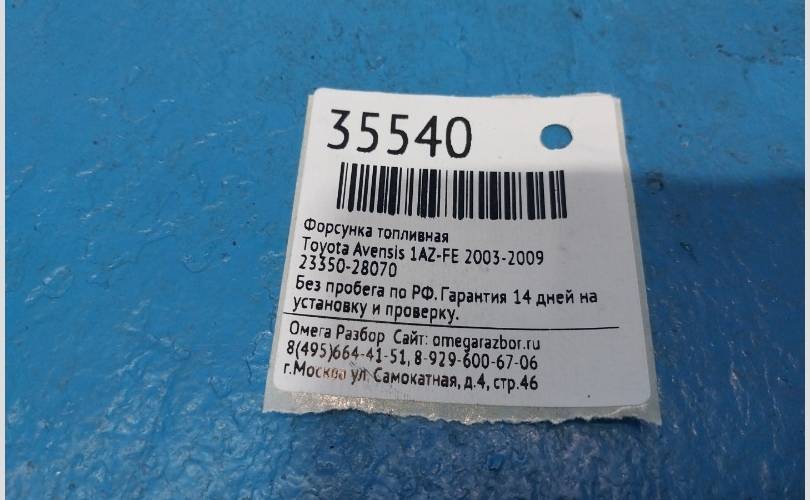 35540
Форсунка топливная
Toyota Avensis 1AZ-FE 2003-2009
23350-28070
Без пробега по РФ. Гарантия 14 дней на
установку и проверку.
Омега Разбор Сайт: omegarazbor.ru
8(495)664-41-51, 8-929-600-67-06
г.Москва ул. Самокатная, д.4, стр.46